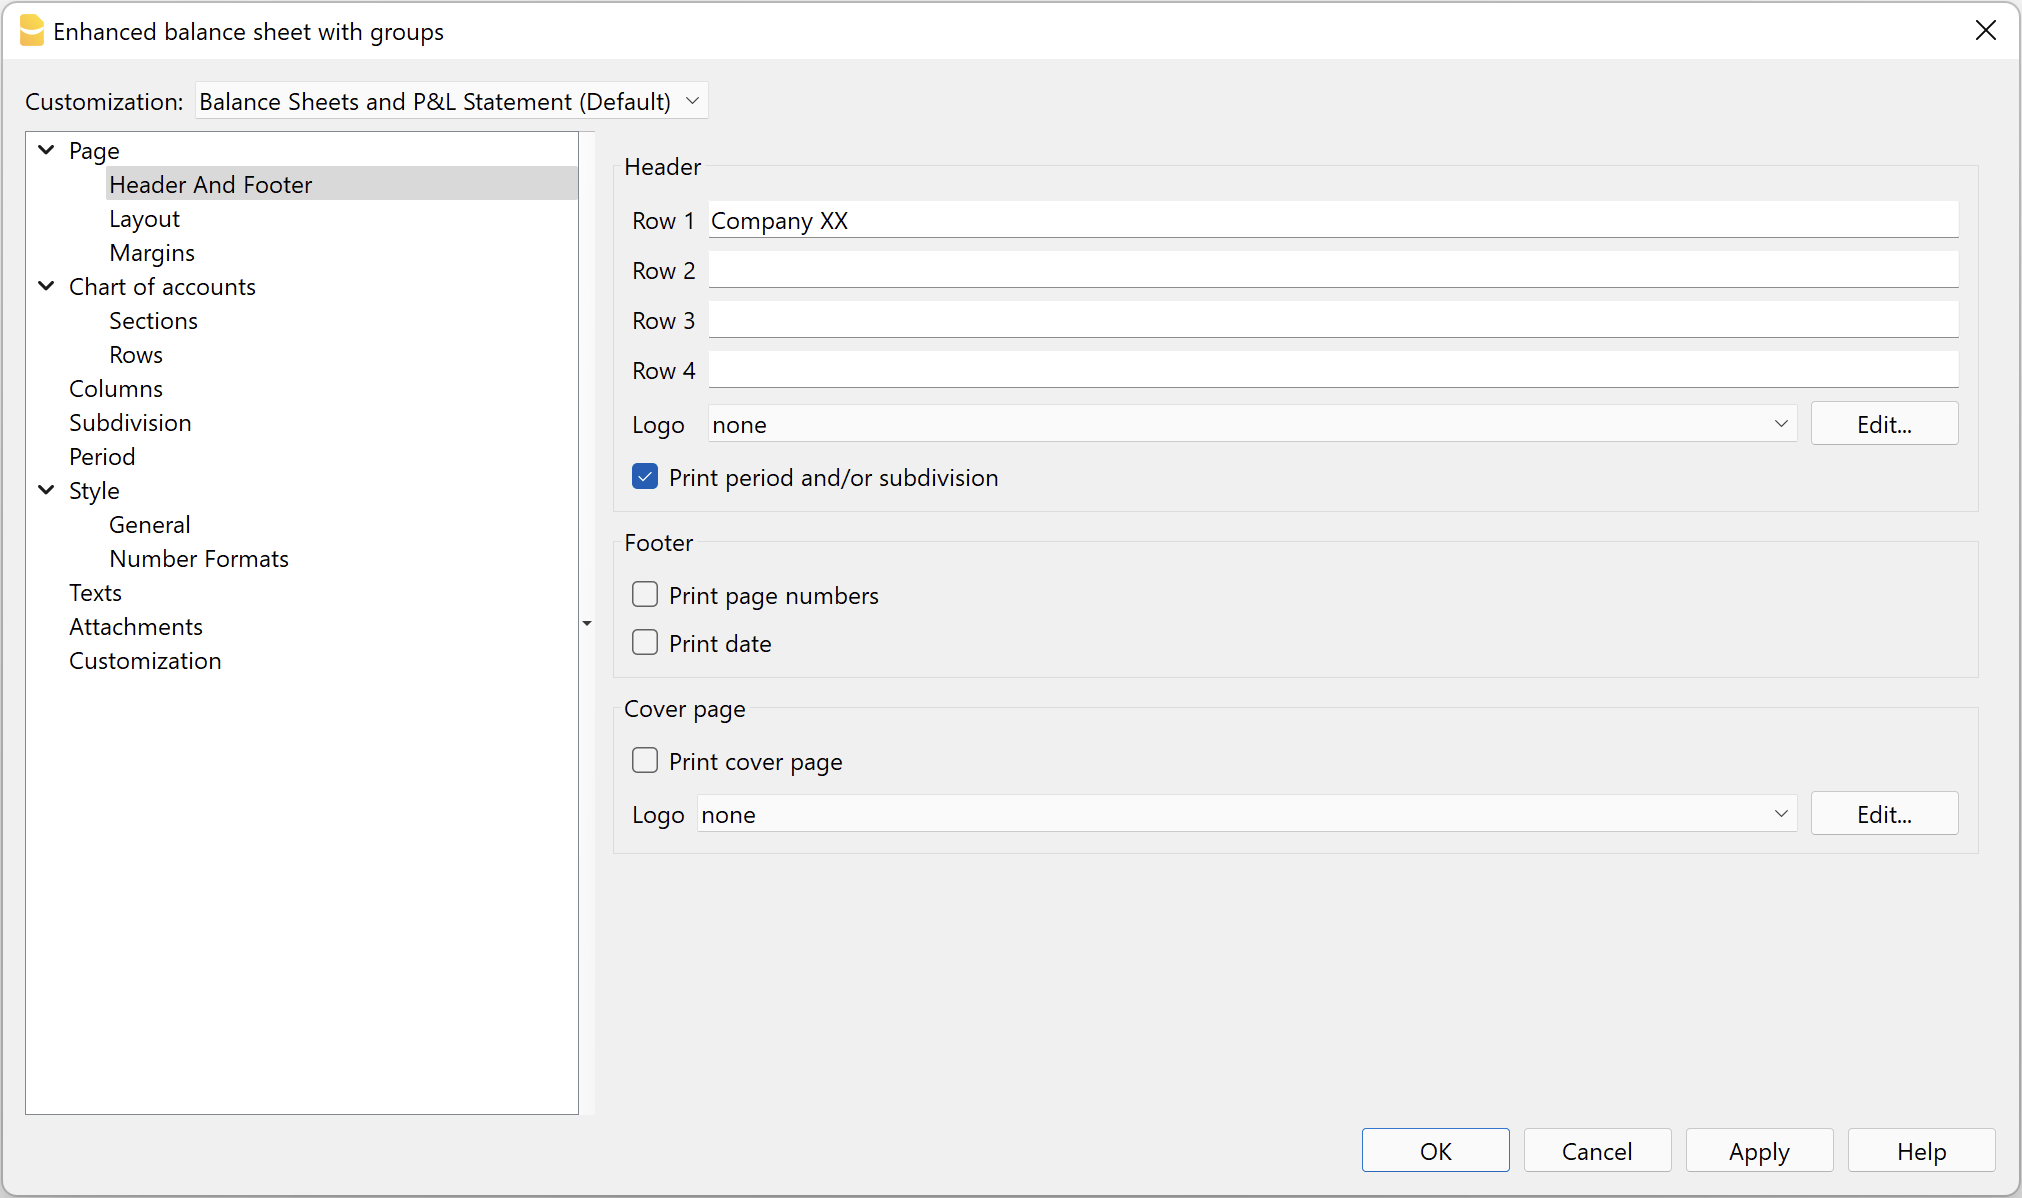 Enhanced balance sheet with groups
Customization: Balance Sheets and P&L Statement (Default)
Page
Header And Footer
Layout
Margins
Chart of accounts
Sections
Rows
Columns
Subdivision
Period
Style
General
Number Formats
Texts
Attachments
Customization
Header
Row 1 Company XX
Row 2
Row 3
Row 4
Logo none Edit...
Print period and/or subdivision
Footer
Print page numbers
Print date
Cover page
Print cover page
Logo none Edit...
OK Cancel Apply Help